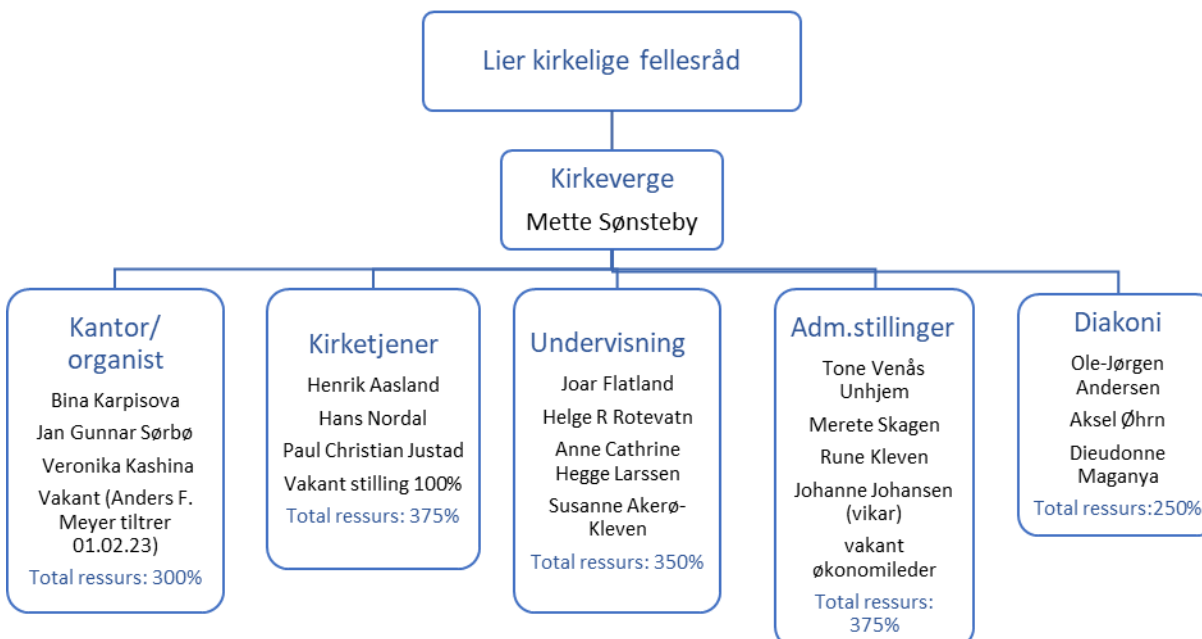 Lier kirkelige fellesråd
Kirkeverge
Mette Sønsteby
Kantor/
organist
Bina Karpisova
Jan Gunnar Sørbø
Veronika Kashina
Vakant (Anders F.
Meyer tiltrer
01.02.23)
Total ressurs: 300%
Kirketjener
Henrik Aasland
Hans Nordal
Paul Christian Justad
Vakant stilling 100%
Total ressurs: 375%
Undervisning
Joar Flatland
Helge R Rotevatn
Anne Cathrine
Hegge Larssen
Susanne Akerø-
Kleven
Total ressurs: 350%
Adm.stillinger
Tone Venås
Unhjem
Merete Skagen
Rune Kleven
Johanne Johansen
(vikar)
vakant
økonomileder
Total ressurs:
375%
Diakoni
Ole-Jørgen
Andersen
Aksel Øhrn
Dieudonne
Maganya
Total ressurs:250%